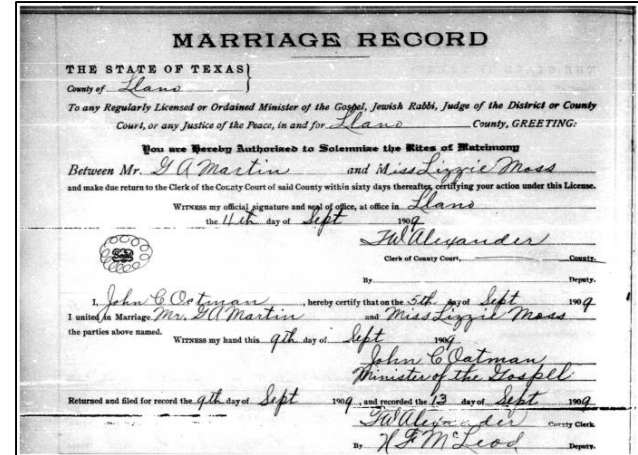 MARRIAGE RECORD
THE STATE OF TEXAS}
County of Llano
To any Regularly Licensed or Ordained Minister of the Gospel, Jewish Rabbi, Judge of the District or County
Court, or any Justice of the Peace, in and for Llano County, GREETING:
You are Hereby Authorized to Solemnize the Rites of Matrimony
Between Mr. G A Martin and Miss Lizzie Moss
and make due return to the Clerk of the County Court of said County within sixty days thereafter, certifying your action under this License.
WITNESS my official signature and seal of office, at office in Llano
the 4th day of Sept 1909
F W Alexander
Clerk of County Court, County.
By Deputy.
I, John C Oatman, hereby certify that on the 5th day of Sept 1909
I united in Marriage Mr. G A Martin and Miss Lizzie Moss
the parties above named.
WITNESS my hand this 9th day of Sept 1909
John C Oatman
Minister of the Gospel
Returned and filed for record the 9th day of Sept 1909, and recorded the 13 day of Sept 1909
F W Alexander County Clerk.
By H F McLeod Deputy.